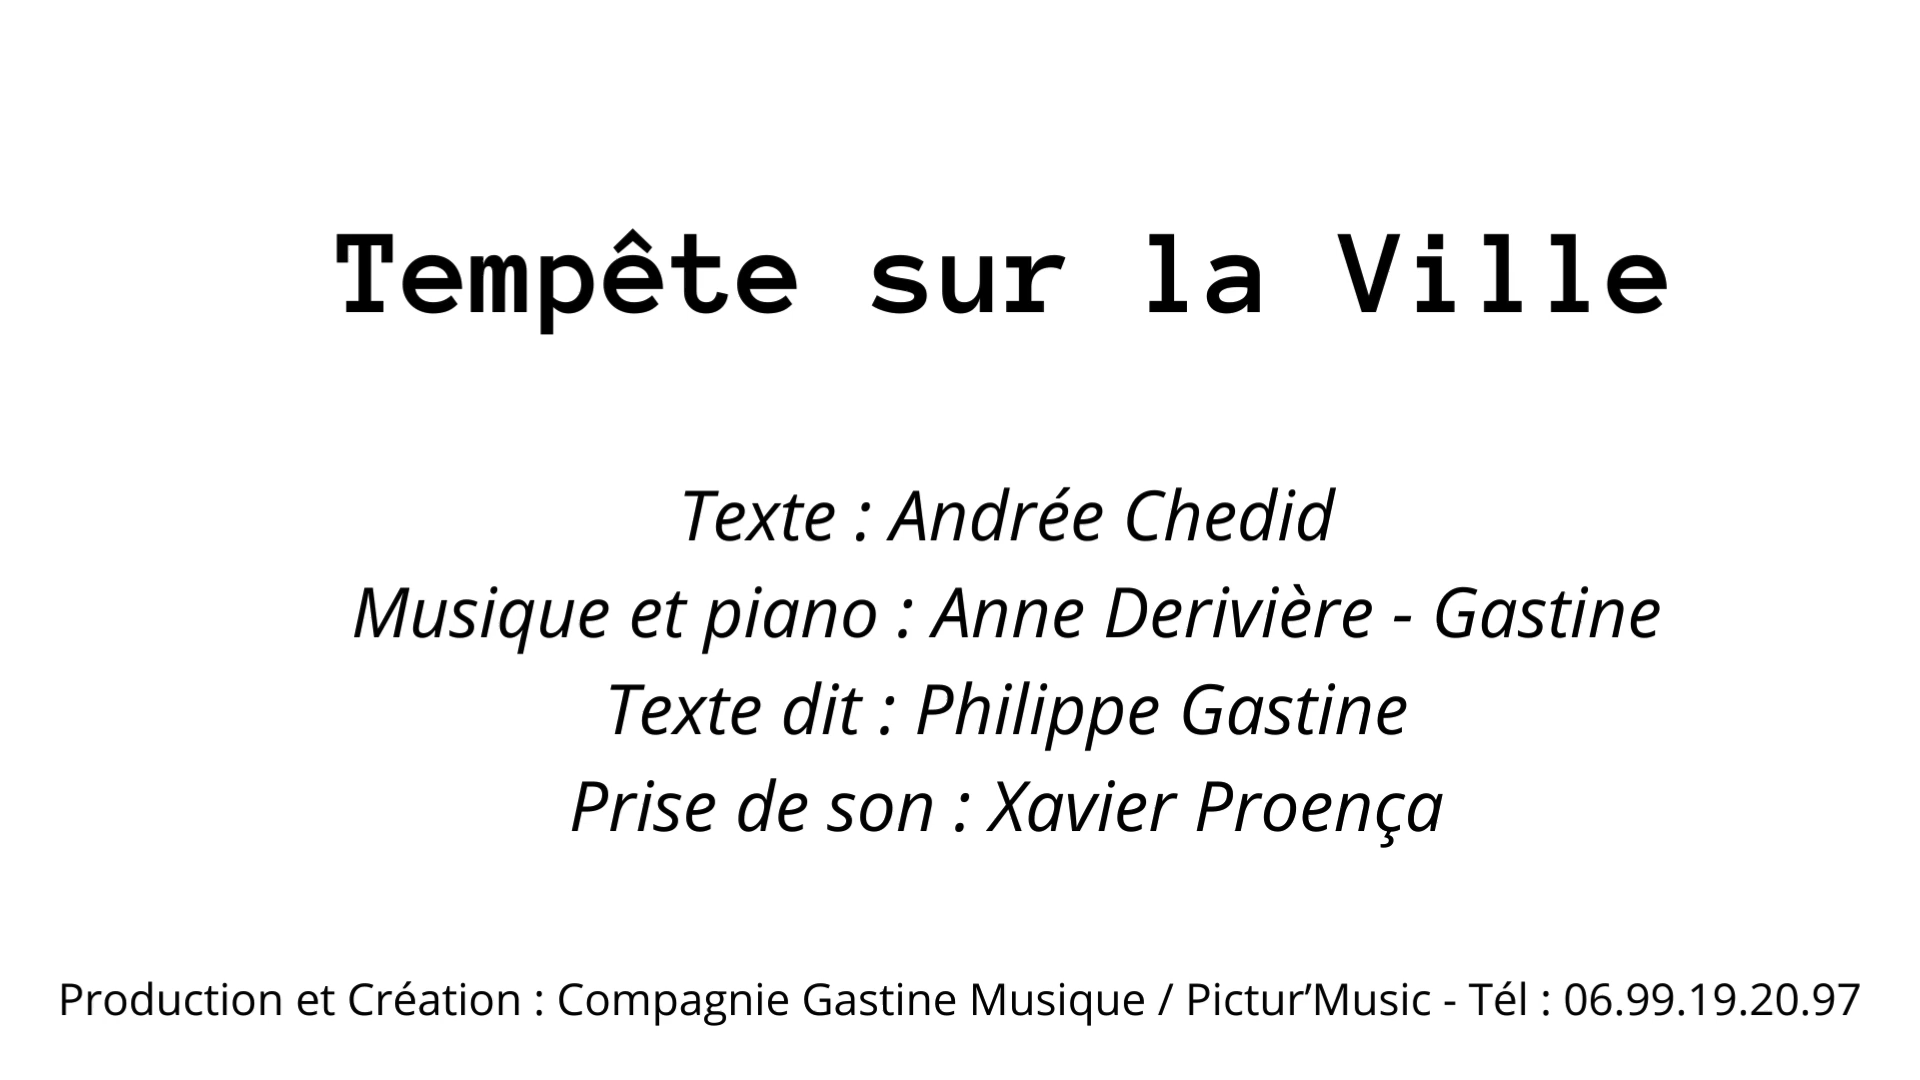 Tempête sur la Ville
Texte : Andrée Chedid
Musique et piano : Anne Derivière - Gastine
Texte dit : Philippe Gastine
Prise de son : Xavier Proença
Production et Création : Compagnie Gastine Musique / Pictur’Music - Tél : 06.99.19.20.97